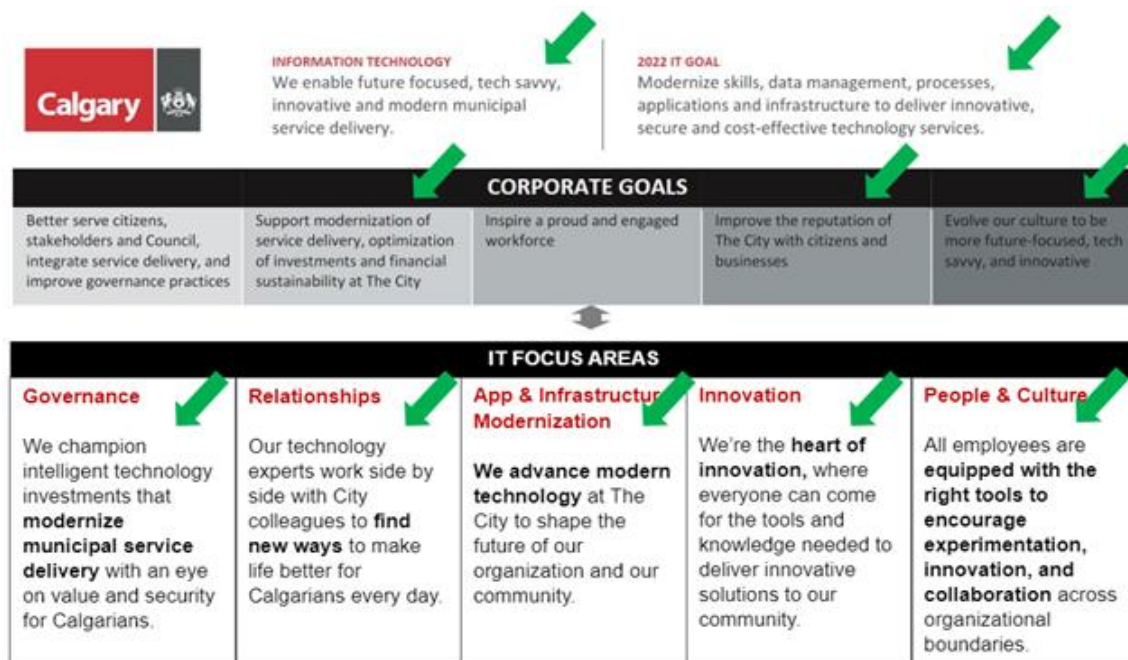 Calgary
INFORMATION TECHNOLOGY
We enable future focused, tech savvy,
innovative and modern municipal
service delivery.
2022 IT GOAL
Modernize skills, data management, processes,
applications and infrastructure to deliver innovative,
secure and cost-effective technology services.
CORPORATE GOALS
Better serve citizens,
stakeholders and Council,
integrate service delivery, and
improve governance practices
Support modernization of
service delivery, optimization
of investments and financial
sustainability at The City
Inspire a proud and engaged
workforce
Improve the reputation of
The City with citizens and
businesses
Evolve our culture to be
more future-focused, tech
savvy, and innovative
IT FOCUS AREAS
Governance
We champion
intelligent technology
investments that
modernize
municipal service
delivery with an eye
on value and security
for Calgarians.
Relationships
Our technology
experts work side by
side with City
colleagues to find
new ways to make
life better for
Calgarians every day.
App & Infrastructur
Modernization
We advance modern
technology at The
City to shape the
future of our
organization and our
community.
Innovation
We're the heart of
innovation, where
everyone can come
for the tools and
knowledge needed to
deliver innovative
solutions to our
community.
People & Culture
All employees are
equipped with the
right tools to
encourage
experimentation,
innovation, and
collaboration across
organizational
boundaries.